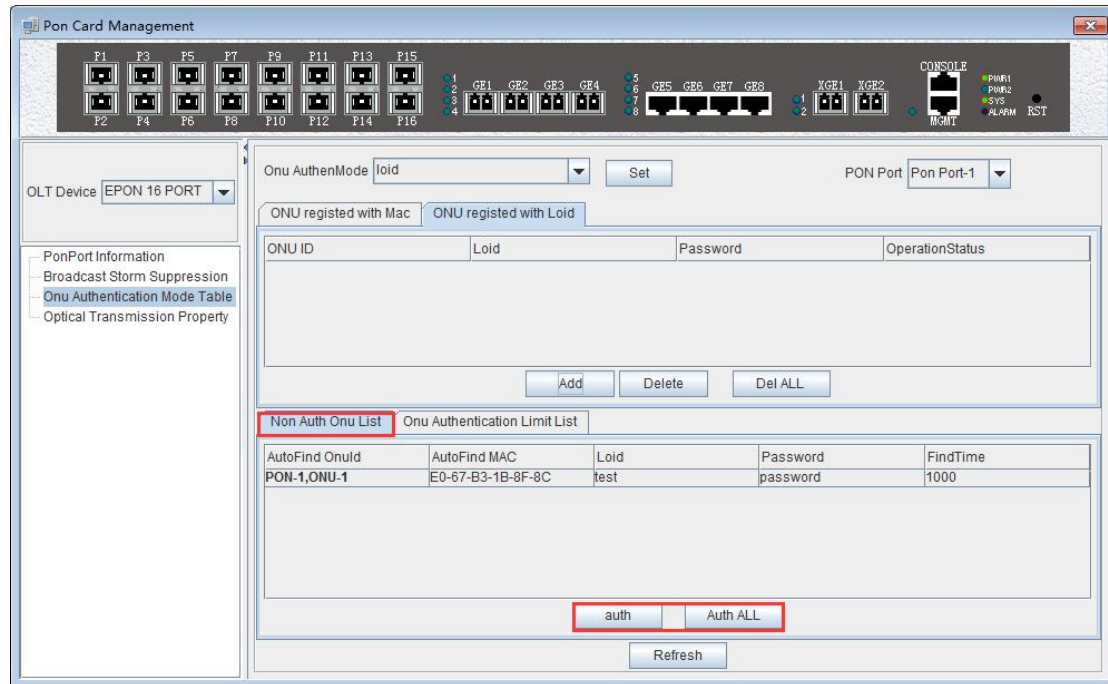 Pon Card Management
P1 P3 P5 P7 P9 P11 P13 P15
P2 P4 P6 P8 P10 P12 P14 P16
1
2
3
4
GE1 GE2 GE3 GE4
5
6
7
8
GE5 GE6 GE7 GE8
1
2
XGE1 XGE2
CONSOLE
MGMT
PWR1
PWR2
SYS
ALARM
RST
OLT Device EPON 16 PORT
PonPort Information
Broadcast Storm Suppression
Onu Authentication Mode Table
Optical Transmission Property
Onu AuthenMode loid Set PON Port Pon Port-1
ONU registed with Mac ONU registed with Loid
ONU ID Loid Password OperationStatus
Add Delete Del ALL
Non Auth Onu List Onu Authentication Limit List
AutoFind OnuId AutoFind MAC Loid Password FindTime
PON-1,ONU-1 E0-67-B3-1B-8F-8C test password 1000
auth Auth ALL
Refresh